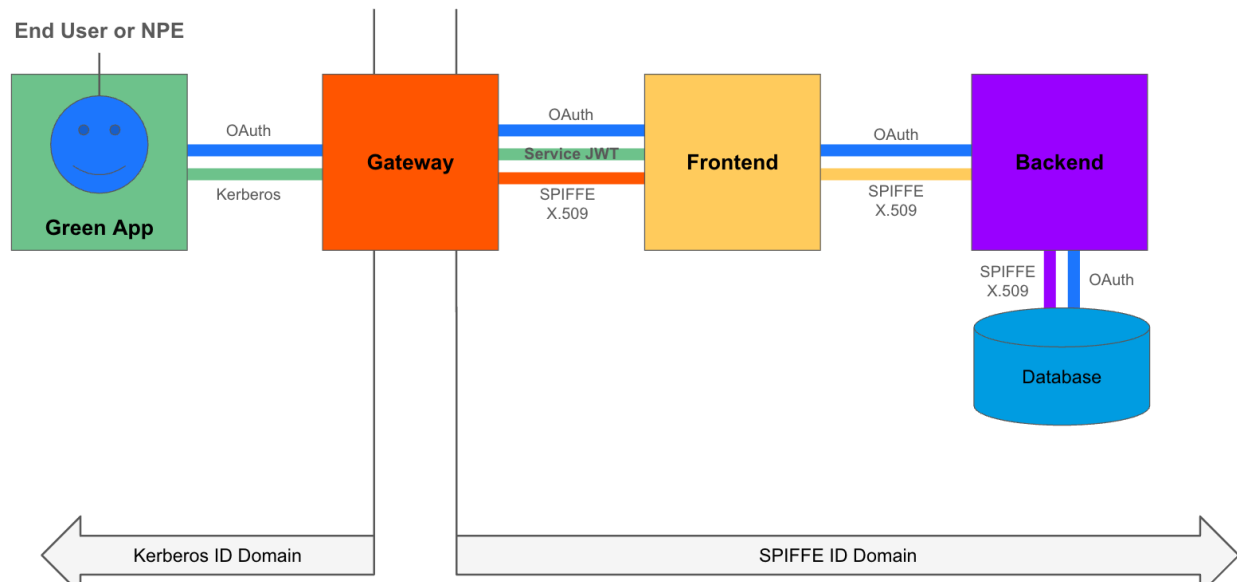 End User or NPE
OAuth
Kerberos
Green App
Gateway
OAuth
Service JWT
SPIFFE
X.509
Frontend
OAuth
SPIFFE
X.509
Backend
SPIFFE
X.509
OAuth
Database
Kerberos ID Domain
SPIFFE ID Domain